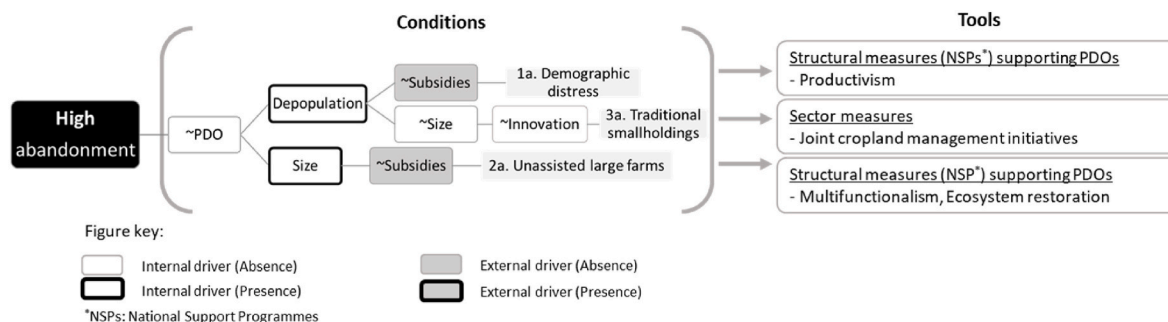 Conditions
Tools
High
abandonment
~PDO
Depopulation
~Subsidies
1a. Demographic
distress
~Size
~Innovation
3a. Traditional
smallholdings
Size
~Subsidies
2a. Unassisted large farms
Structural measures (NSPs*) supporting PDOs
- Productivism
Sector measures
- Joint cropland management initiatives
Structural measures (NSP*) supporting PDOs
- Multifunctionalism, Ecosystem restoration
Figure key:
Internal driver (Absence)
External driver (Absence)
Internal driver (Presence)
External driver (Presence)
*NSPs: National Support Programmes